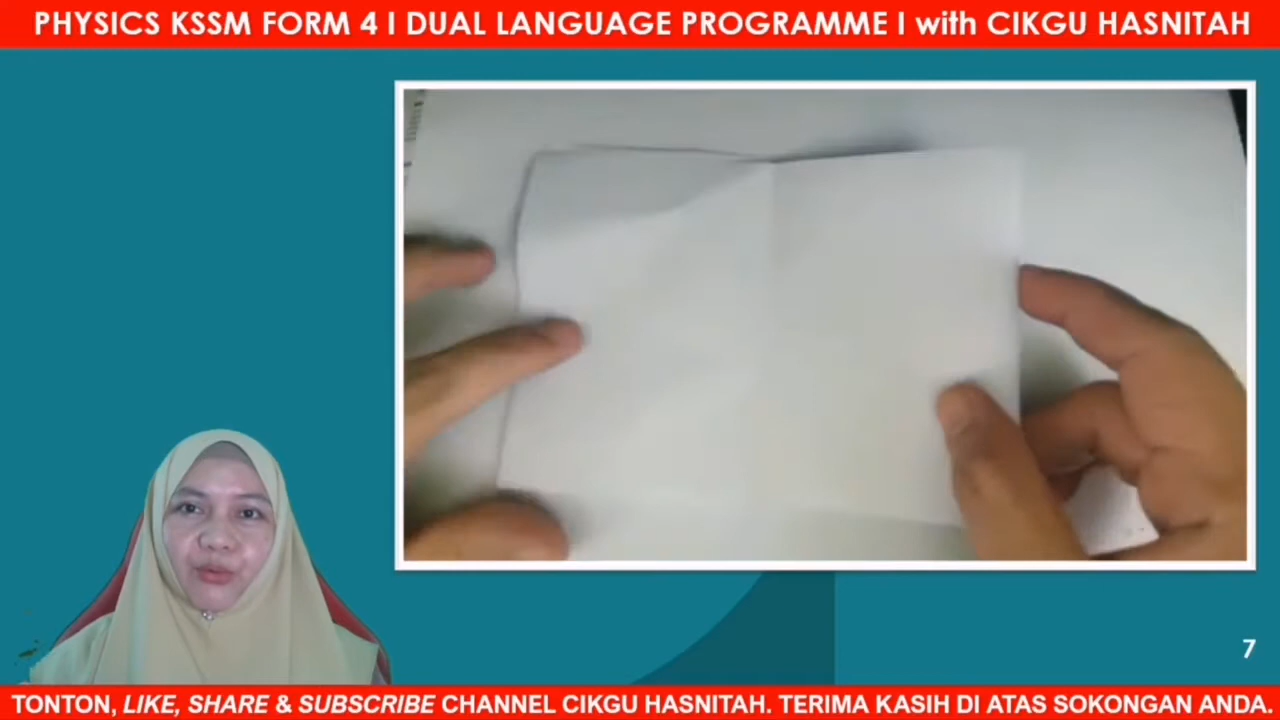 PHYSICS KSSM FORM 4 I DUAL LANGUAGE PROGRAMME I with CIKGU HASNITAH
7
TONTON, LIKE, SHARE & SUBSCRIBE CHANNEL CIKGU HASNITAH. TERIMA KASIH DI ATAS SOKONGAN ANDA.